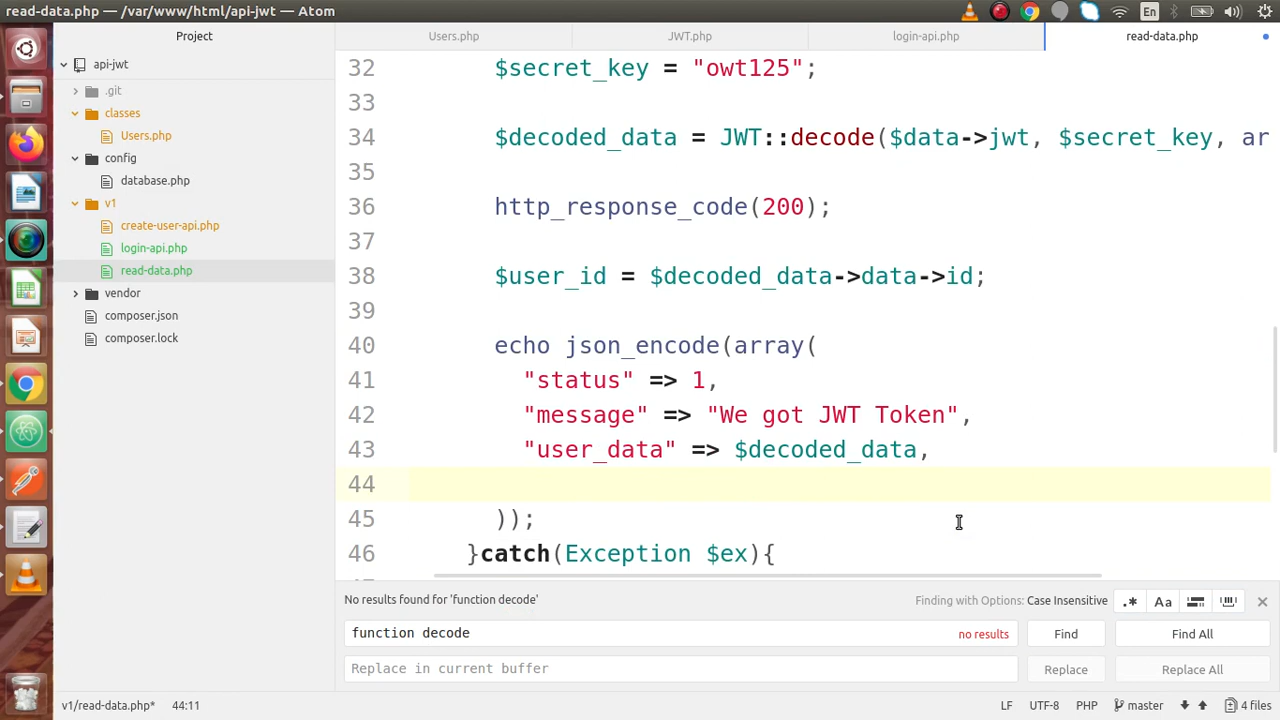 read-data.php — /var/www/html/api-jwt — Atom
En
Project
Users.php
JWT.php
login-api.php
read-data.php
api-jwt
.git
classes
Users.php
config
database.php
v1
create-user-api.php
login-api.php
read-data.php
vendor
composer.json
composer.lock
32 $secret_key = "owt125";
33
34 $decoded_data = JWT::decode($data->jwt, $secret_key, ar
35
36 http_response_code(200);
37
38 $user_id = $decoded_data->data->id;
39
40 echo json_encode(array(
41 "status" => 1,
42 "message" => "We got JWT Token",
43 "user_data" => $decoded_data,
44
45 ));
46 }catch(Exception $ex){
No results found for 'function decode'
Finding with Options: Case Insensitive
.*
Aa
function decode
no results
Find
Find All
Replace in current buffer
Replace
Replace All
v1/read-data.php*
44:11
LF
UTF-8
PHP
master
4 files